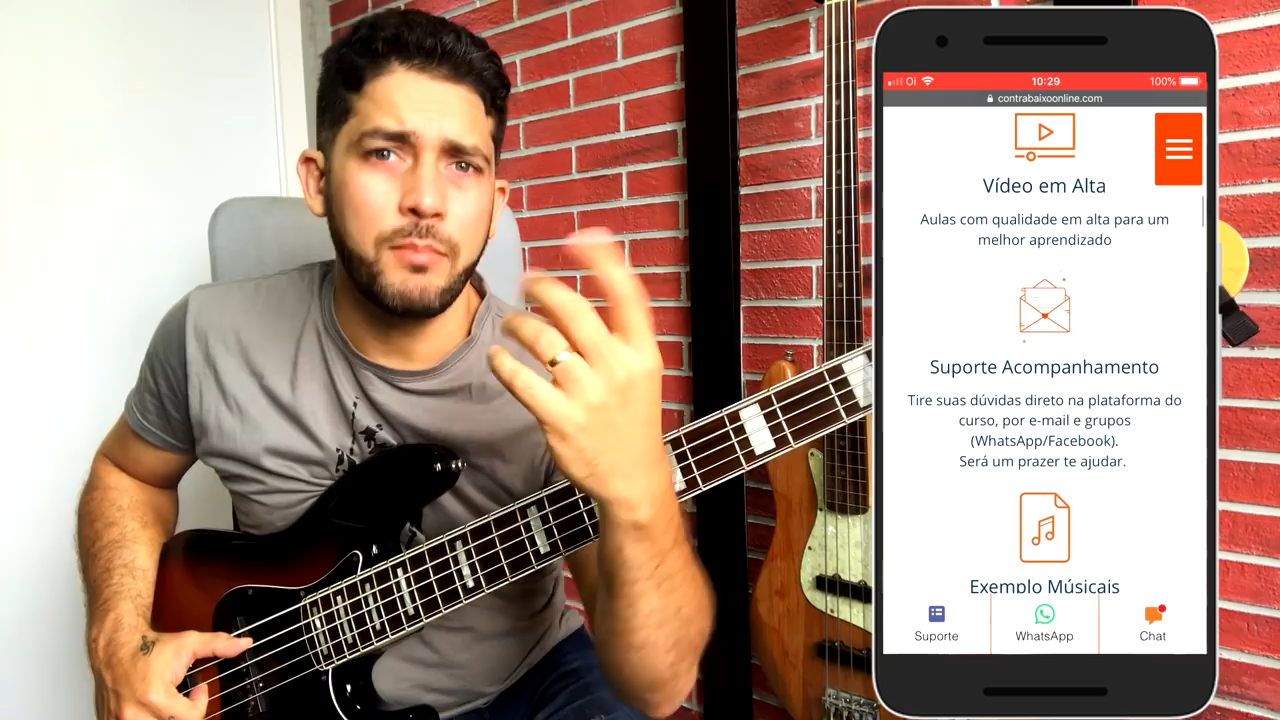 Oi
10:29
100%
contrabaixoonline.com
Vídeo em Alta
Aulas com qualidade em alta para um
melhor aprendizado
Suporte Acompanhamento
Tire suas dúvidas direto na plataforma do
curso, por e-mail e grupos
(WhatsApp/Facebook).
Será um prazer te ajudar.
Exemplo Músicais
Suporte
WhatsApp
Chat